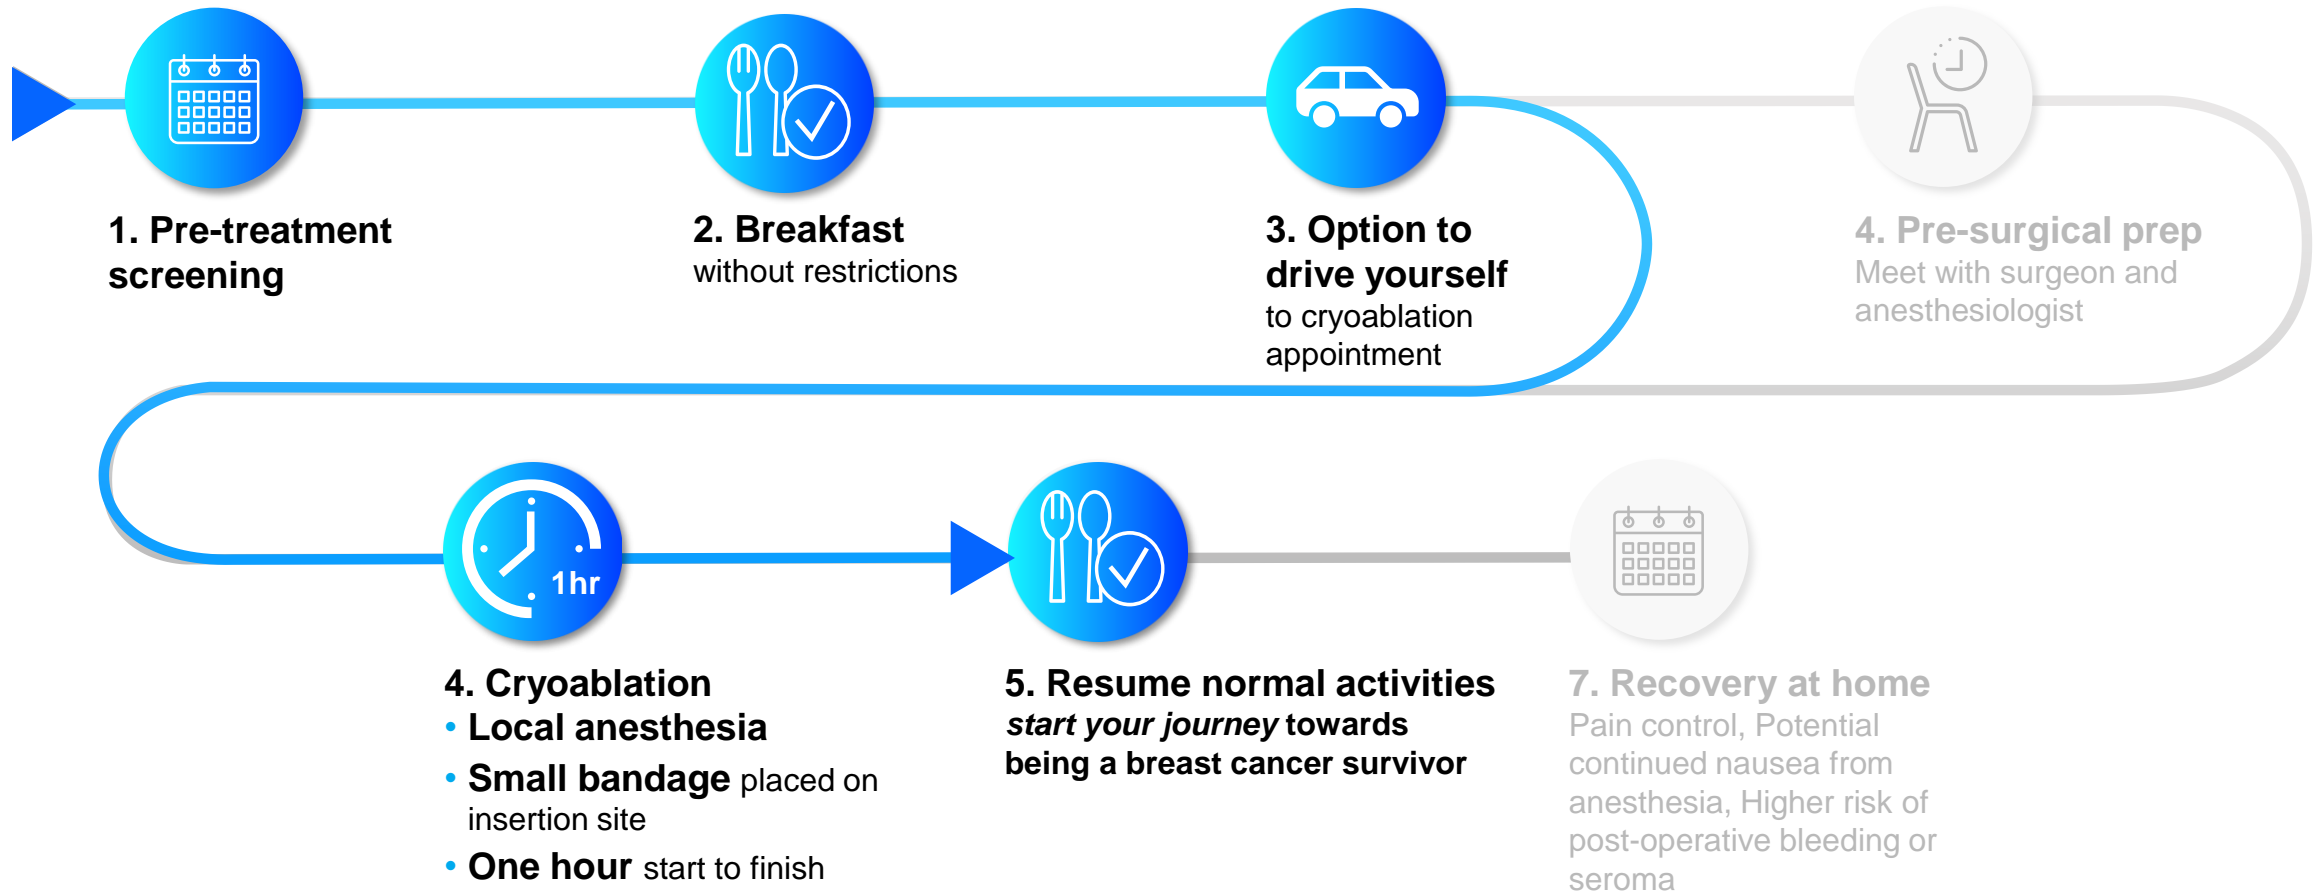 1. Pre-treatment
screening
2. Breakfast
without restrictions
3. Option to
drive yourself
to cryoablation
appointment
4. Pre-surgical prep
Meet with surgeon and
anesthesiologist
1hr
4. Cryoablation
• Local anesthesia
• Small bandage placed on
insertion site
• One hour start to finish
5. Resume normal activities
start your journey towards
being a breast cancer survivor
7. Recovery at home
Pain control, Potential
continued nausea from
anesthesia, Higher risk of
post-operative bleeding or
seroma